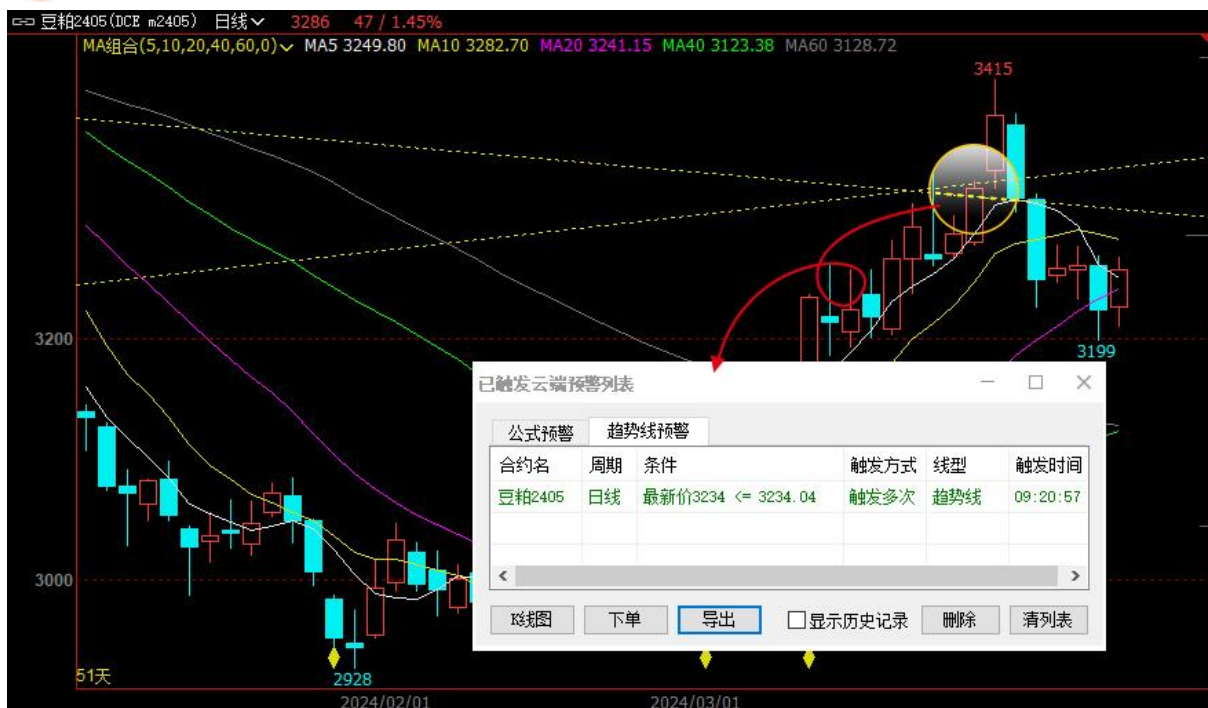 豆粕2405(DCE m2405) 日线 3286 47 / 1.45%
MA组合(5,10,20,40,60,0) MA5 3249.80 MA10 3282.70 MA20 3241.15 MA40 3123.38 MA60 3128.72
3415
3200
3199
已触发云端预警列表
公式预警 趋势线预警
合约名 周期 条件 触发方式 线型 触发时间
豆粕2405 日线 最新价3234 <= 3234.04 触发多次 趋势线 09:20:57
3000
K线图 下单 导出 显示历史记录 删除 清列表
51天
2928
2024/02/01 2024/03/01